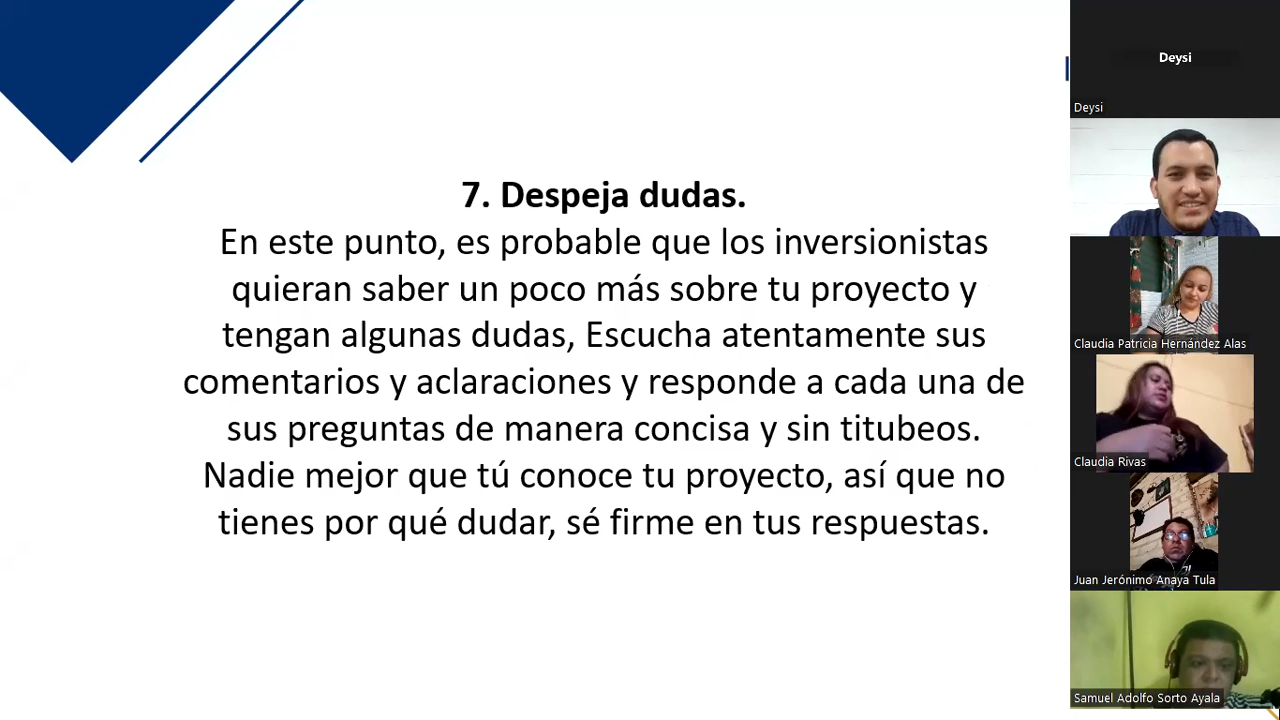 7. Despeja dudas.
En este punto, es probable que los inversionistas
quieran saber un poco más sobre tu proyecto y
tengan algunas dudas, Escucha atentamente sus
comentarios y aclaraciones y responde a cada una de
sus preguntas de manera concisa y sin titubeos.
Nadie mejor que tú conoce tu proyecto, así que no
tienes por qué dudar, sé firme en tus respuestas.
Deysi
Deysi
Claudia Patricia Hernández Alas
Claudia Rivas
Juan Jerónimo Anaya Tula
Samuel Adolfo Sorto Ayala